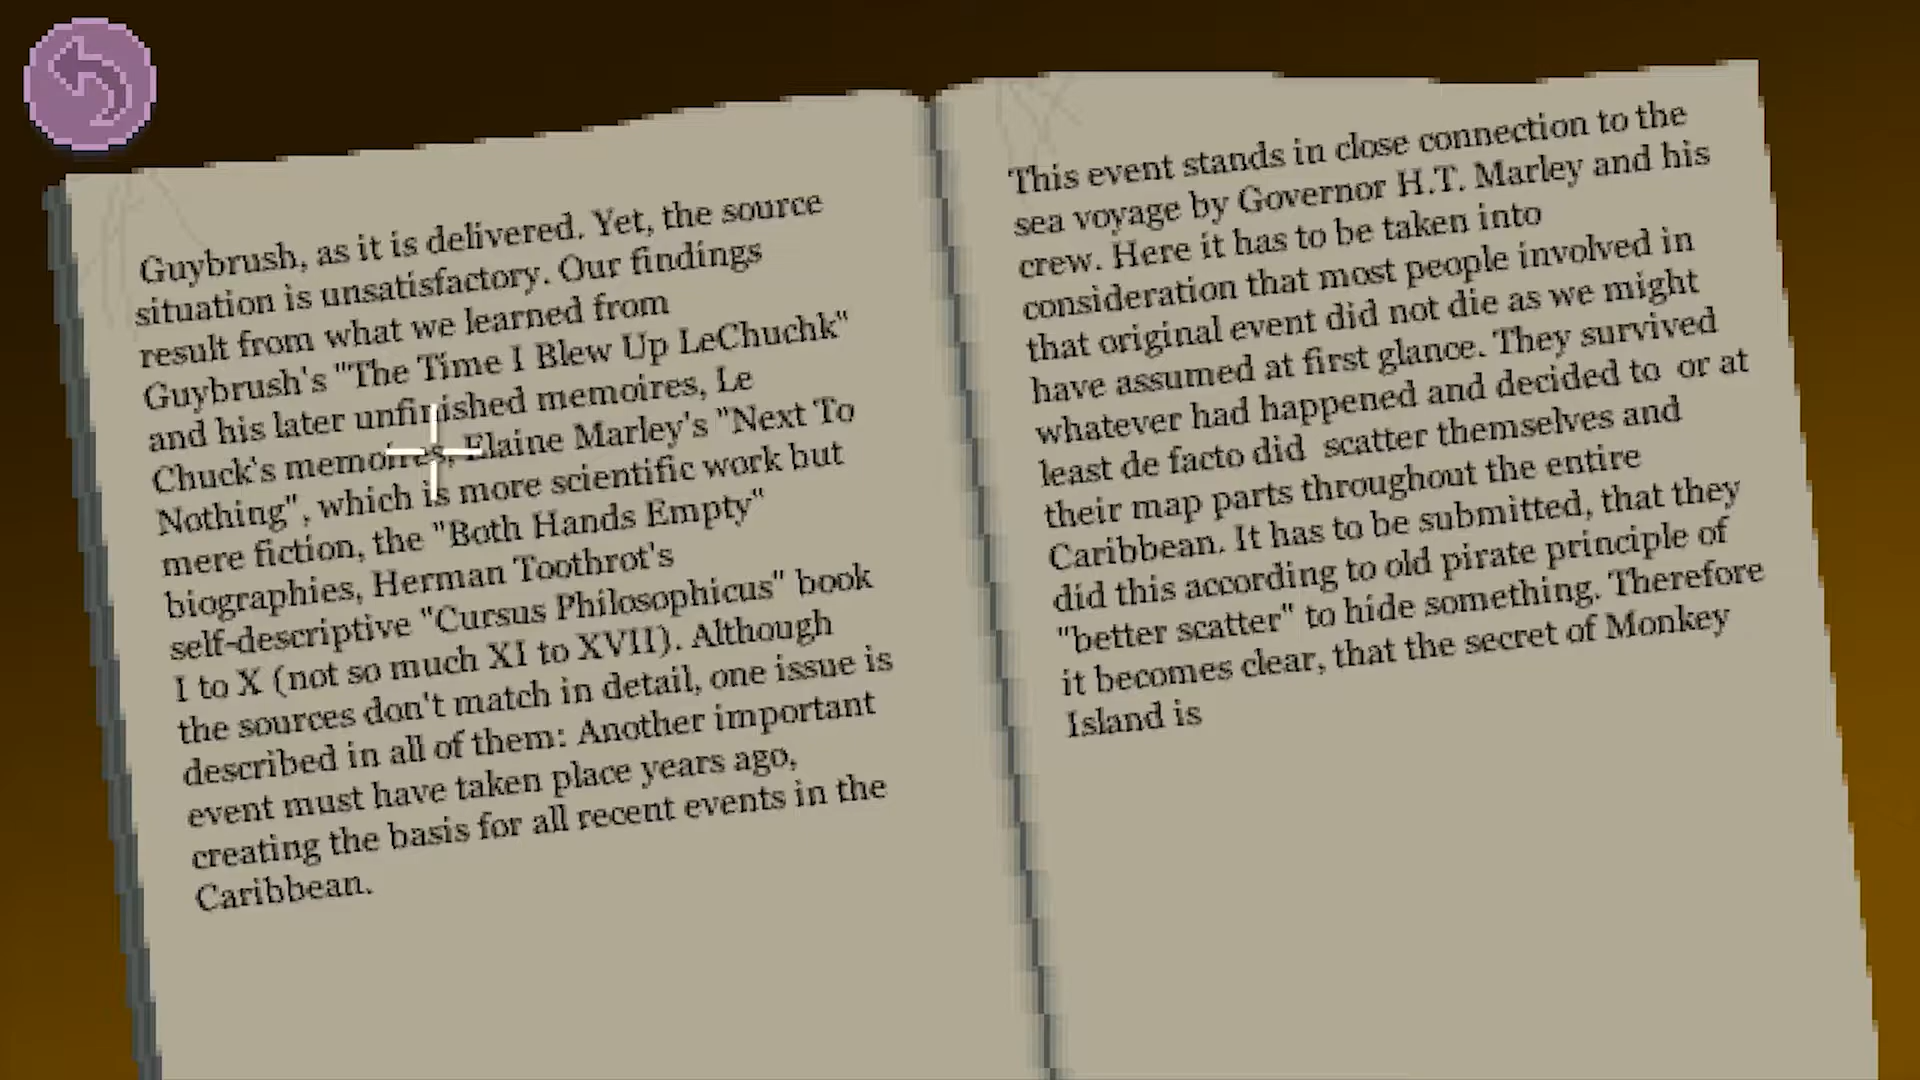 Guybrush, as it is delivered. Yet, the source
situation is unsatisfactory. Our findings
result from what we learned from
Guybrush's "The Time I Blew Up LeChuchk"
and his later unfinished memoires, Le
Chuck's memoires, Elaine Marley's "Next To
Nothing", which is more scientific work but
mere fiction, the "Both Hands Empty"
biographies, Herman Toothrot's
self-descriptive "Cursus Philosophicus" book
I to X (not so much XI to XVII). Although
the sources don't match in detail, one issue is
described in all of them: Another important
event must have taken place years ago,
creating the basis for all recent events in the
Caribbean.
This event stands in close connection to the
sea voyage by Governor H.T. Marley and his
crew. Here it has to be taken into
consideration that most people involved in
that original event did not die as we might
have assumed at first glance. They survived
whatever had happened and decided to  or at
least de facto did  scatter themselves and
their map parts throughout the entire
Caribbean. It has to be submitted, that they
did this according to old pirate principle of
"better scatter" to hide something. Therefore
it becomes clear, that the secret of Monkey
Island is